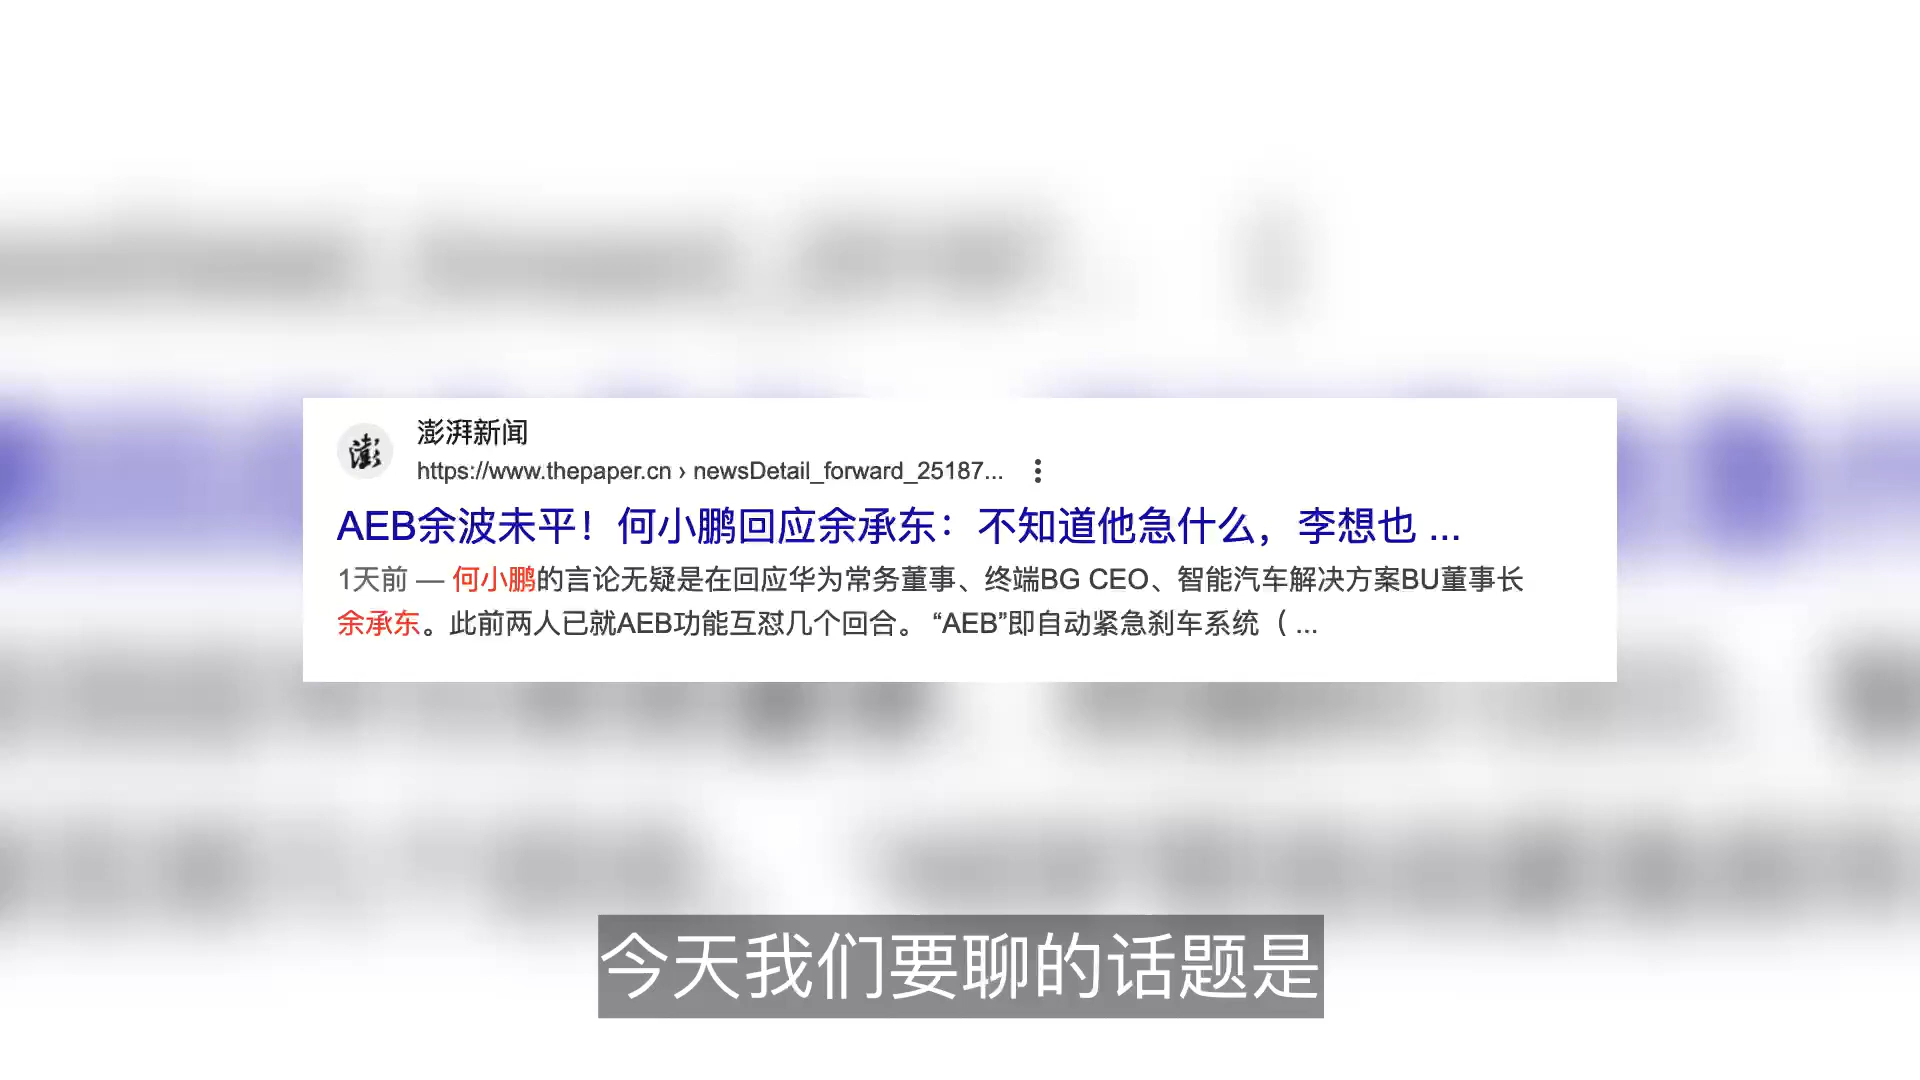 澎湃新闻
https://www.thepaper.cn › newsDetail_forward_25187...
AEB余波未平！何小鹏回应余承东：不知道他急什么，李想也 ...
1天前 — 何小鹏的言论无疑是在回应华为常务董事、终端BG CEO、智能汽车解决方案BU董事长
余承东。此前两人已就AEB功能互怼几个回合。 “AEB”即自动紧急刹车系统（ ...
今天我们要聊的话题是